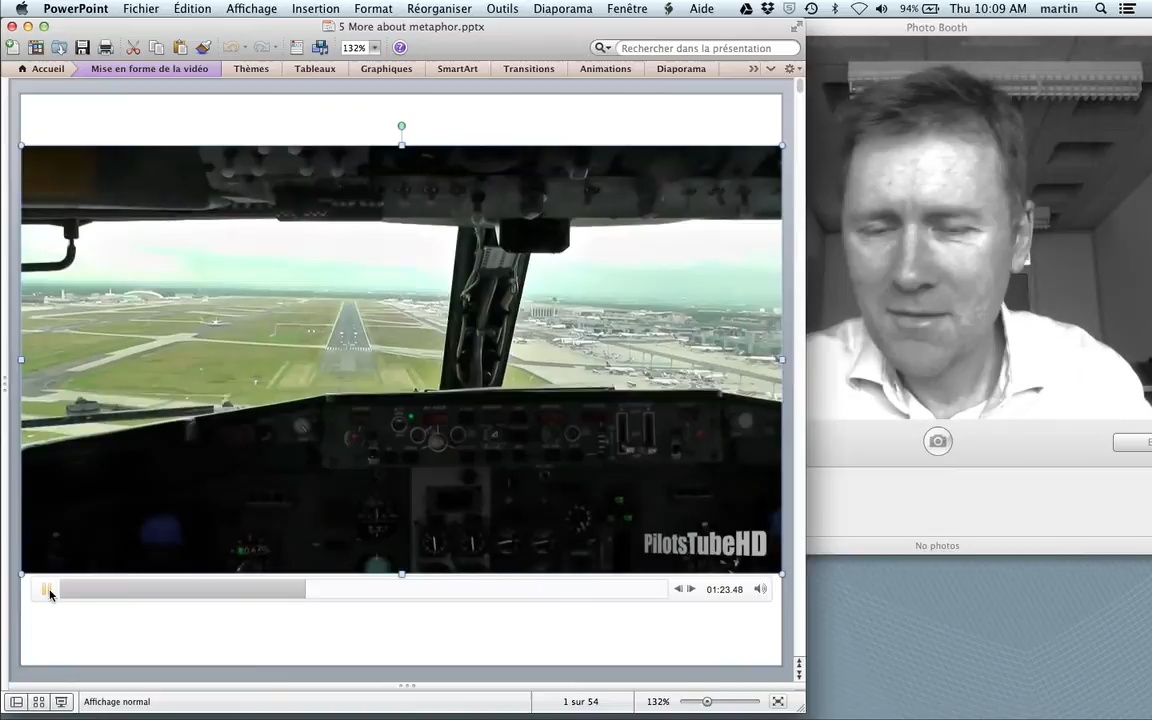 PowerPoint Fichier Édition Affichage Insertion Format Réorganiser Outils Diaporama Fenêtre Aide 94% Thu 10:09 AM martin
5 More about metaphor.pptx
Photo Booth
132% Rechercher dans la présentation
Accueil Mise en forme de la vidéo Thèmes Tableaux Graphiques SmartArt Transitions Animations Diaporama
PilotsTubeHD
No photos
01:23.48
Affichage normal 1 sur 54 132%